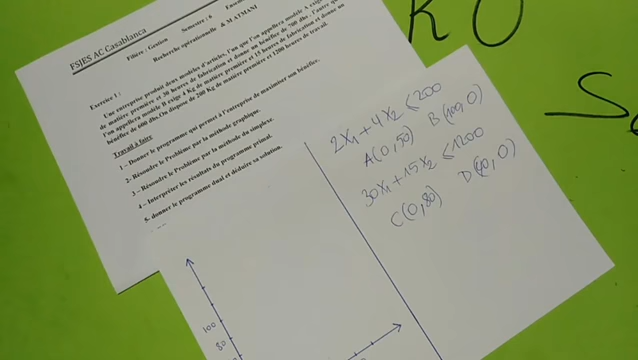 FSJES AC Casablanca
Filière : Gestion Semestre : 6
Recherche opérationnelle & M.ATMANI
Exercice 1 :
Une entreprise produit deux modèles d'articles, l'un que l'on appellera modèle A exige
de matière première et 30 heures de fabrication et donne un bénéfice de 700 dhs. l'autre que
l'on appellera modèle B exige 4 Kg de matière première et 15 heures de fabrication et donne un
bénéfice de 600 dhs.On dispose de 200 Kg de matière première et 1200 heures de travail.
Travail à faire
1 – Donner le programme qui permet à l'entreprise de maximiser son bénéfice.
2- Résoudre le Problème par la méthode graphique.
3 – Résoudre le Problème par la méthode du simplexe.
4 – Interpréter les résultats du programme primal.
5- donner le programme dual et déduire sa solution.
RO
2X1 + 4X2 ≤ 200
A(0,50) B(100,0)
30X1 + 15X2 ≤ 1200
C(0,80) D(40,0)
100
80